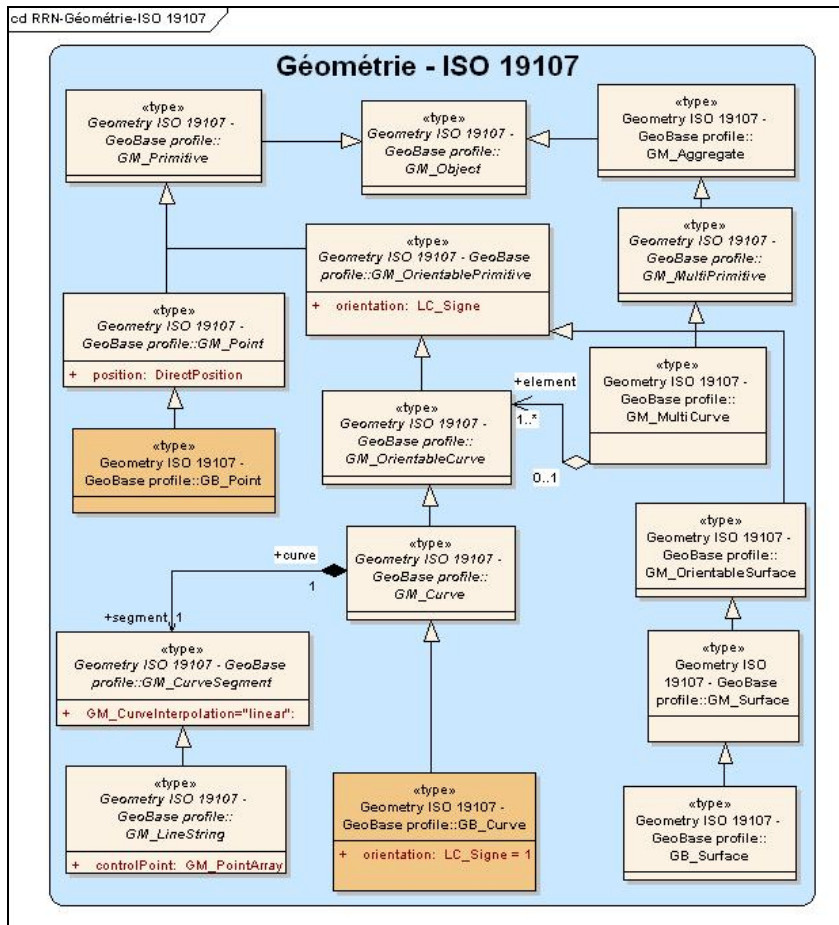 cd RRN-Géométrie-ISO 19107
Géométrie - ISO 19107
«type»
Geometry ISO 19107 -
GeoBase profile::
GM_Primitive
«type»
Geometry ISO 19107 -
GeoBase profile::
GM_Object
«type»
Geometry ISO 19107 -
GeoBase profile::
GM_Aggregate
«type»
Geometry ISO 19107 - GeoBase
profile::GM_OrientablePrimitive
+ orientation: LC_Signe
«type»
Geometry ISO 19107 -
GeoBase profile::
GM_MultiPrimitive
«type»
Geometry ISO 19107 -
GeoBase profile::GM_Point
+ position: DirectPosition
«type»
Geometry ISO 19107 -
GeoBase profile::
GM_MultiCurve
+element
1..*
0..1
«type»
Geometry ISO 19107 -
GeoBase profile::
GM_OrientableCurve
«type»
Geometry ISO 19107 -
GeoBase profile::GB_Point
«type»
Geometry ISO 19107 -
GeoBase profile::
GM_OrientableSurface
«type»
Geometry ISO 19107 -
GeoBase profile::
GM_Curve
+curve
1
+segment 1
«type»
Geometry ISO 19107 - GeoBase
profile::GM_CurveSegment
+ GM_CurveInterpolation="linear":
«type»
Geometry ISO
19107 - GeoBase
profile::GM_Surface
«type»
Geometry ISO 19107 -
GeoBase profile::
GM_LineString
+ controlPoint: GM_PointArray
«type»
Geometry ISO 19107 -
GeoBase profile::GB_Curve
+ orientation: LC_Signe = 1
«type»
Geometry ISO 19107 -
GeoBase profile::
GB_Surface